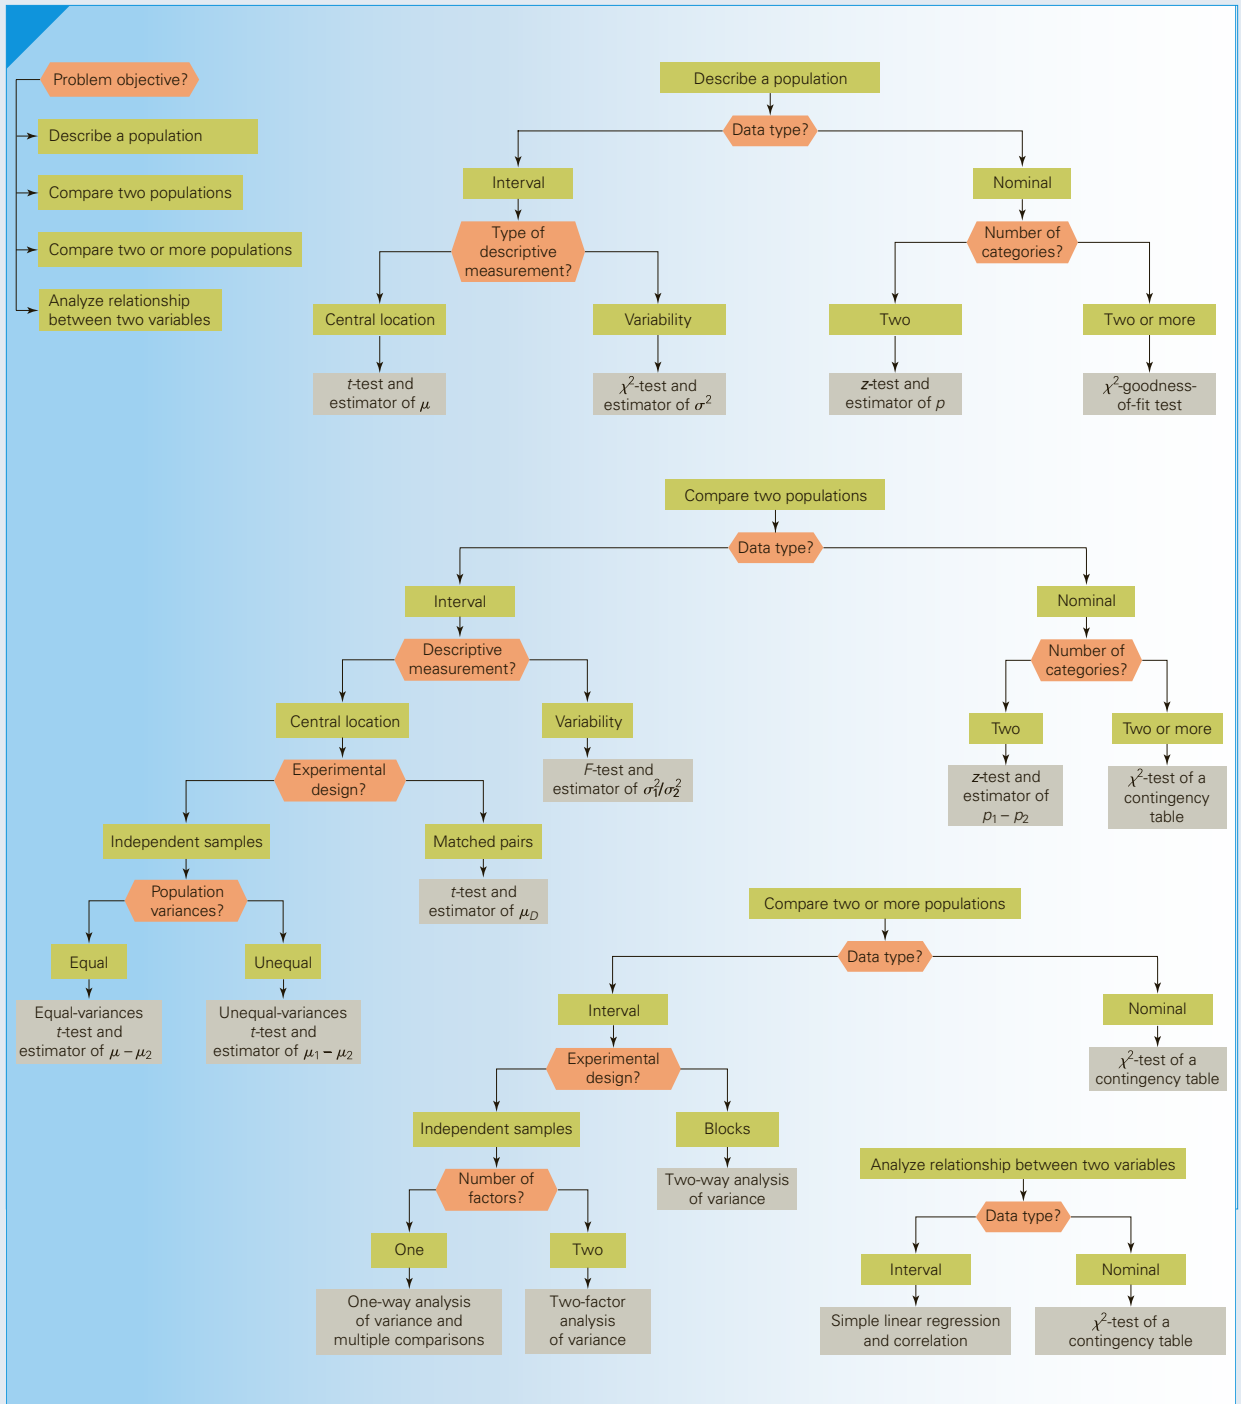 Problem objective?
Describe a population
Compare two populations
Compare two or more populations
Analyze relationship
between two variables
Describe a population
Data type?
Interval
Nominal
Type of
descriptive
measurement?
Number of
categories?
Central location
Variability
Two
Two or more
t-test and
estimator of μ
χ²-test and
estimator of σ²
z-test and
estimator of p
χ²-goodness-
of-fit test
Compare two populations
Data type?
Interval
Nominal
Descriptive
measurement?
Number of
categories?
Central location
Variability
Two
Two or more
Experimental
design?
F-test and
estimator of σ₁²/σ₂²
z-test and
estimator of
p₁ – p₂
χ²-test of a
contingency
table
Independent samples
Matched pairs
Population
variances?
t-test and
estimator of μ_D
Equal
Unequal
Equal-variances
t-test and
estimator of μ – μ₂
Unequal-variances
t-test and
estimator of μ₁ – μ₂
Compare two or more populations
Data type?
Interval
Nominal
Experimental
design?
χ²-test of a
contingency table
Independent samples
Blocks
Number of
factors?
Two-way analysis
of variance
One
Two
One-way analysis
of variance and
multiple comparisons
Two-factor
analysis
of variance
Analyze relationship between two variables
Data type?
Interval
Nominal
Simple linear regression
and correlation
χ²-test of a
contingency table